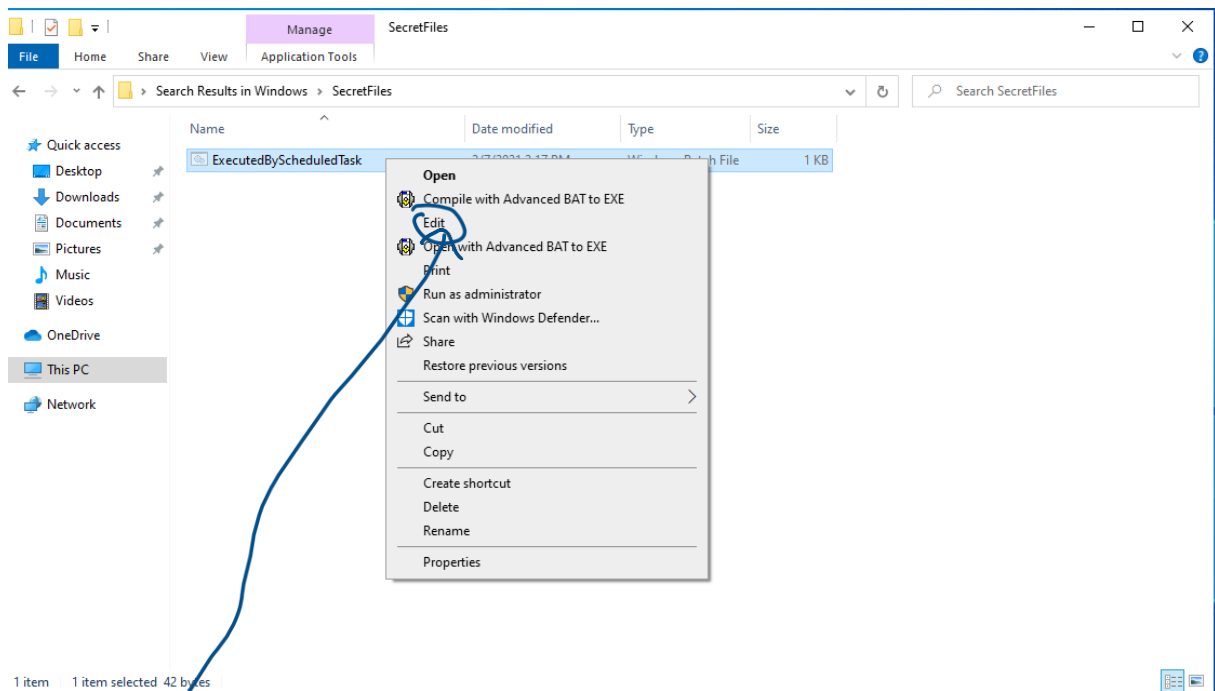 Manage SecretFiles
File Home Share View Application Tools
Search Results in Windows SecretFiles Search SecretFiles
Name Date modified Type Size
Quick access
ExecutedByScheduledTask 1 KB
Desktop
Downloads
Documents
Pictures
Music
Videos
OneDrive
This PC
Network
Open
Compile with Advanced BAT to EXE
Edit
Open with Advanced BAT to EXE
Print
Run as administrator
Scan with Windows Defender...
Share
Restore previous versions
Send to
Cut
Copy
Create shortcut
Delete
Rename
Properties
1 item 1 item selected 42 bytes